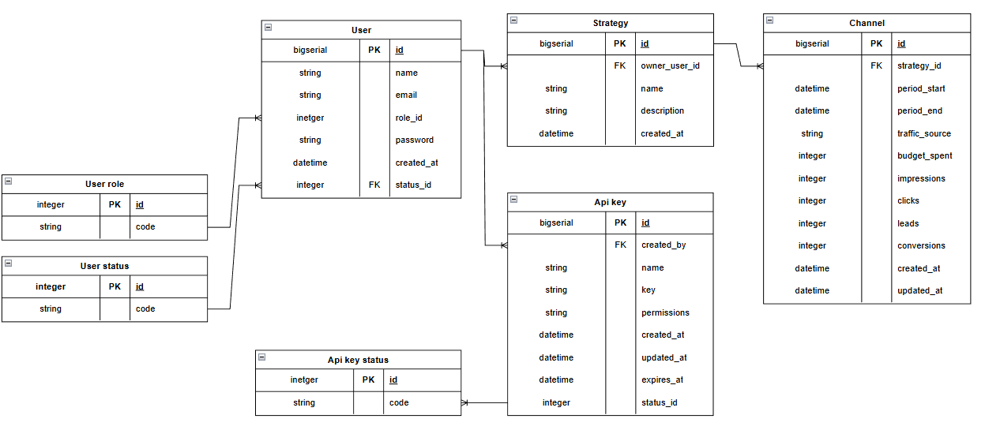 User
bigserial PK id
string name
string email
inetger role_id
string password
datetime created_at
integer FK status_id
Strategy
bigserial PK id
FK owner_user_id
string name
string description
datetime created_at
Channel
bigserial PK id
FK strategy_id
datetime period_start
datetime period_end
string traffic_source
integer budget_spent
integer impressions
integer clicks
integer leads
integer conversions
datetime created_at
datetime updated_at
User role
integer PK id
string code
User status
integer PK id
string code
Api key
bigserial PK id
FK created_by
string name
string key
string permissions
datetime created_at
datetime updated_at
datetime expires_at
integer status_id
Api key status
inetger PK id
string code